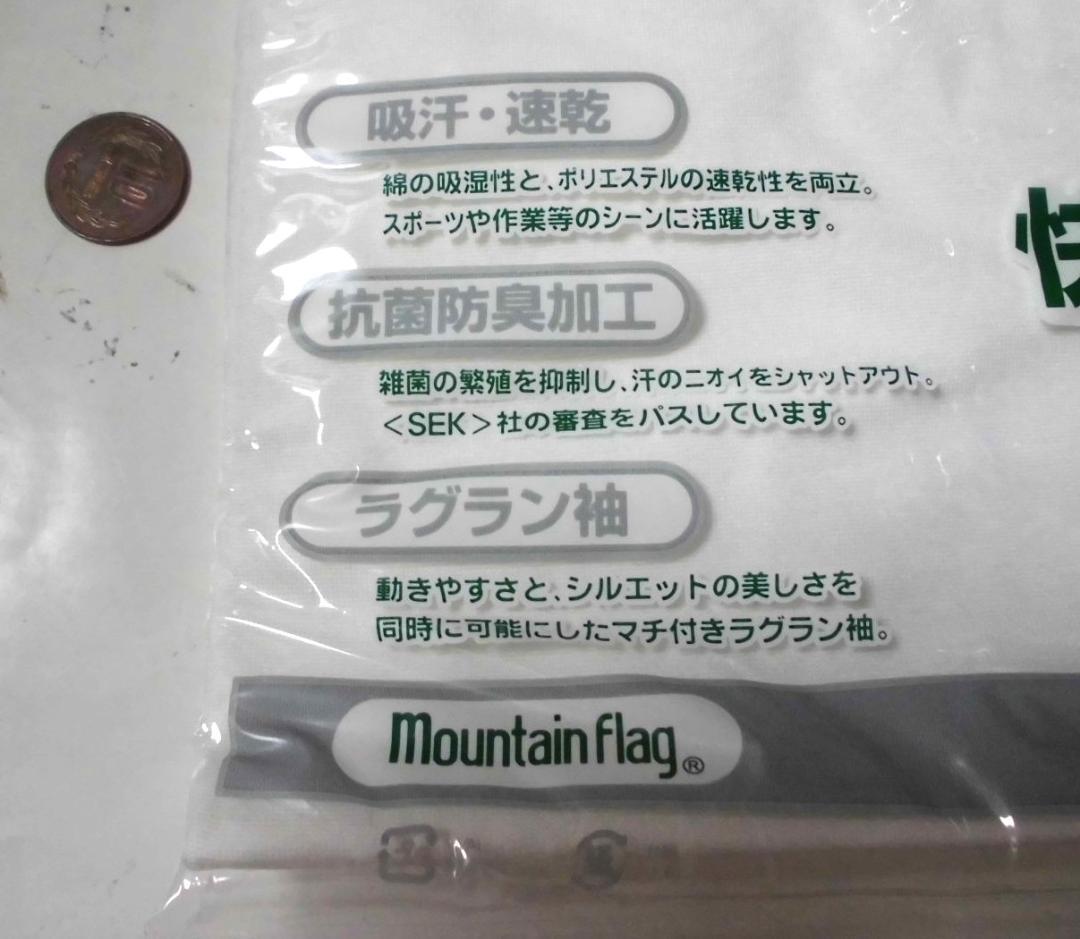 吸汗・速乾
綿の吸湿性と、ポリエステルの速乾性を両立。
スポーツや作業等のシーンに活躍します。
快
抗菌防臭加工
雑菌の繁殖を抑制し、汗のニオイをシャットアウト。
＜SEK＞社の審査をパスしています。
ラグラン袖
動きやすさと、シルエットの美しさを
同時に可能にしたマチ付きラグラン袖。
Mountain flag®